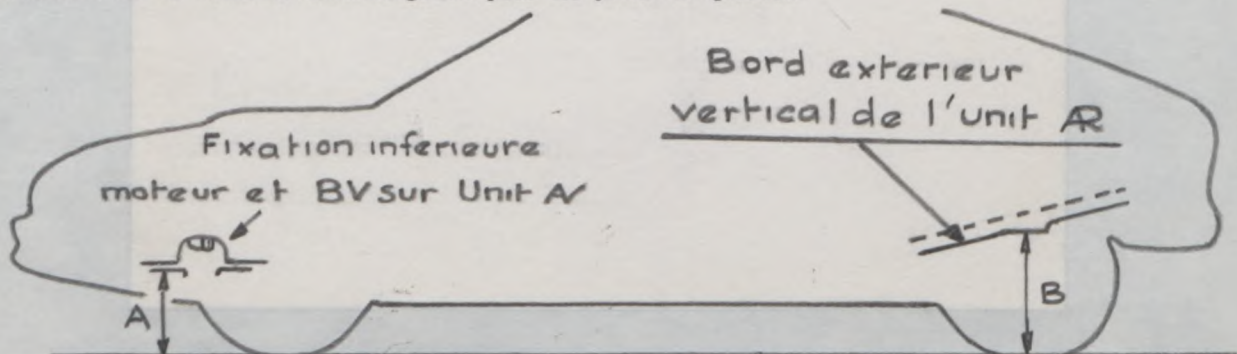 Bord exterieur
vertical de l'unit AR
Fixation inferieure
moteur et BV sur Unit AV
A
B